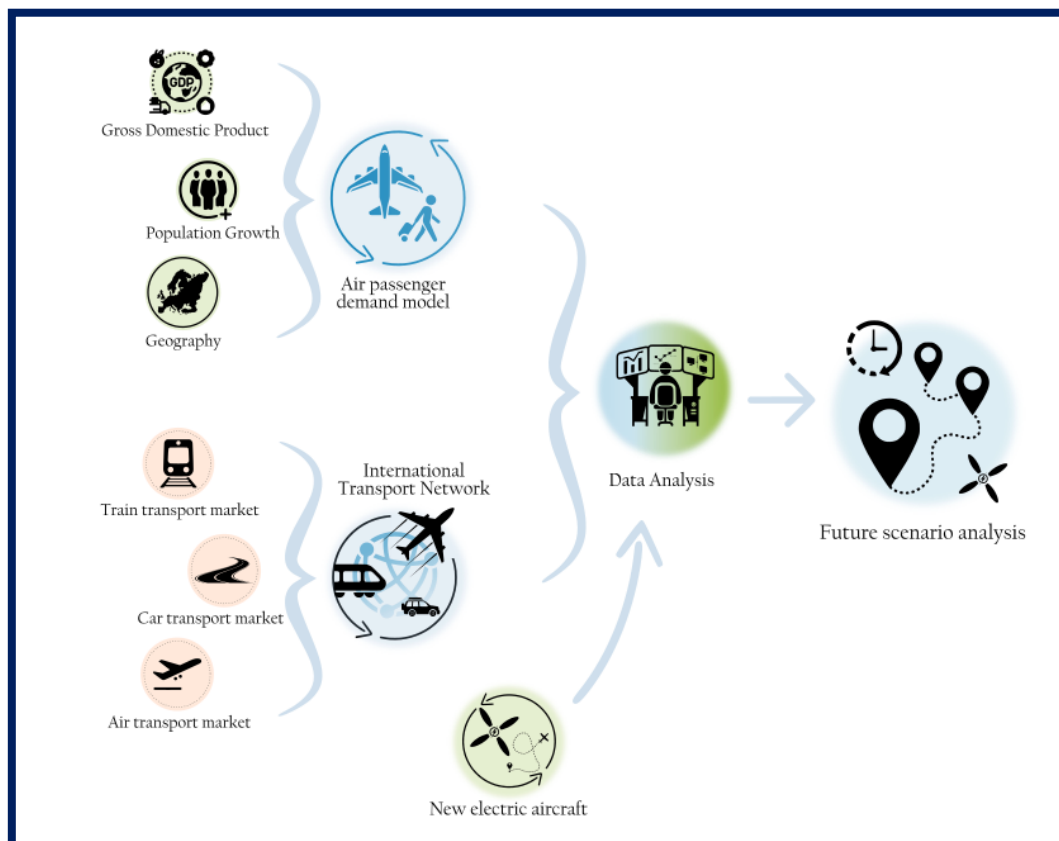 GDP
Gross Domestic Product
Population Growth
Geography
Air passenger
demand model
Train transport market
Car transport market
Air transport market
International
Transport Network
Data Analysis
New electric aircraft
Future scenario analysis